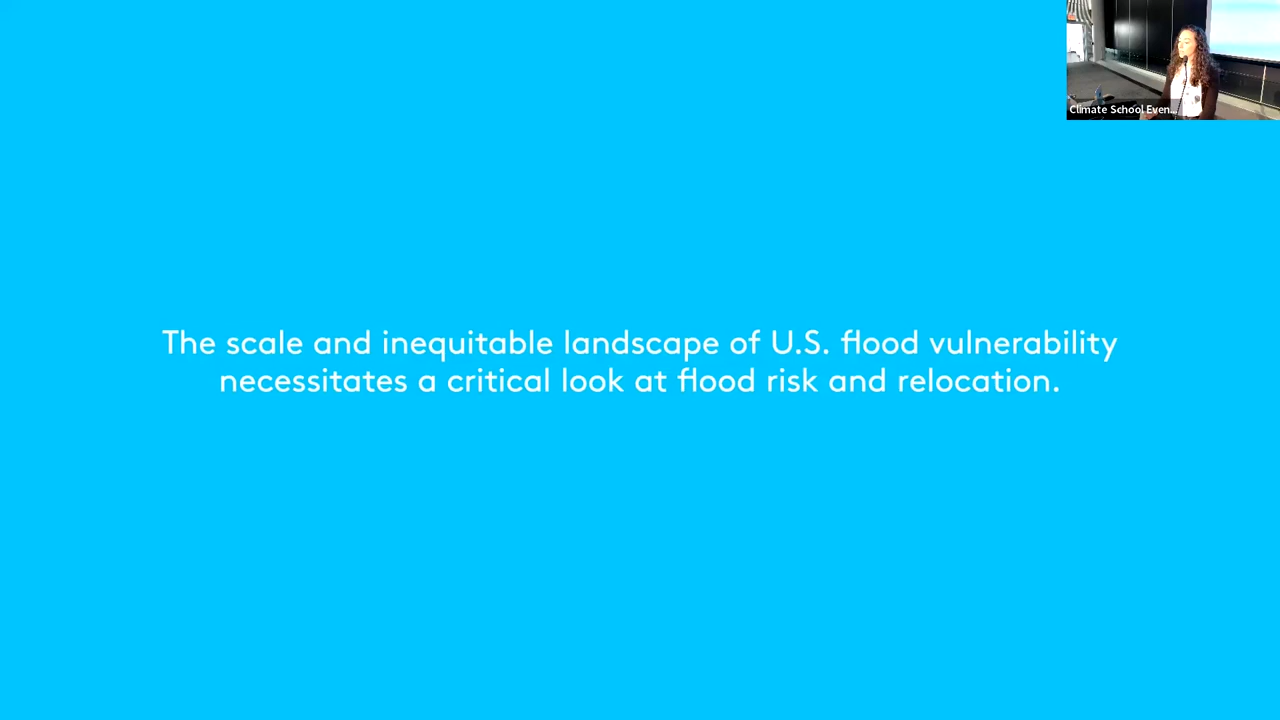 Climate School Even...
The scale and inequitable landscape of U.S. flood vulnerability
necessitates a critical look at flood risk and relocation.